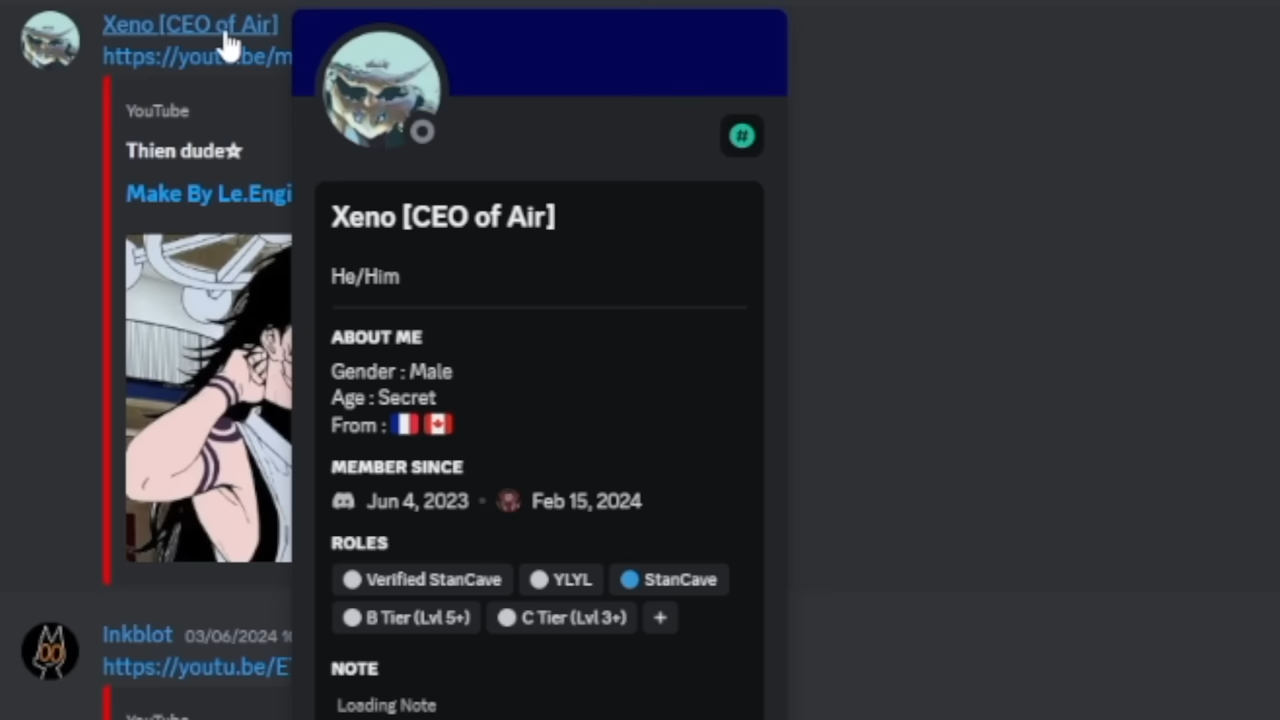 Xeno [CEO of Air]
https://youtu.be/m
YouTube
Thien dude☆
Make By Le.Engi
#
Xeno [CEO of Air]
He/Him
ABOUT ME
Gender : Male
Age : Secret
From : 🇫🇷 🇨🇦
MEMBER SINCE
Jun 4, 2023 • Feb 15, 2024
ROLES
Verified StanCave YLYL StanCave
B Tier (Lvl 5+) C Tier (Lvl 3+) +
NOTE
Loading Note
Inkblot 03/06/2024
https://youtu.be/E
YouTube